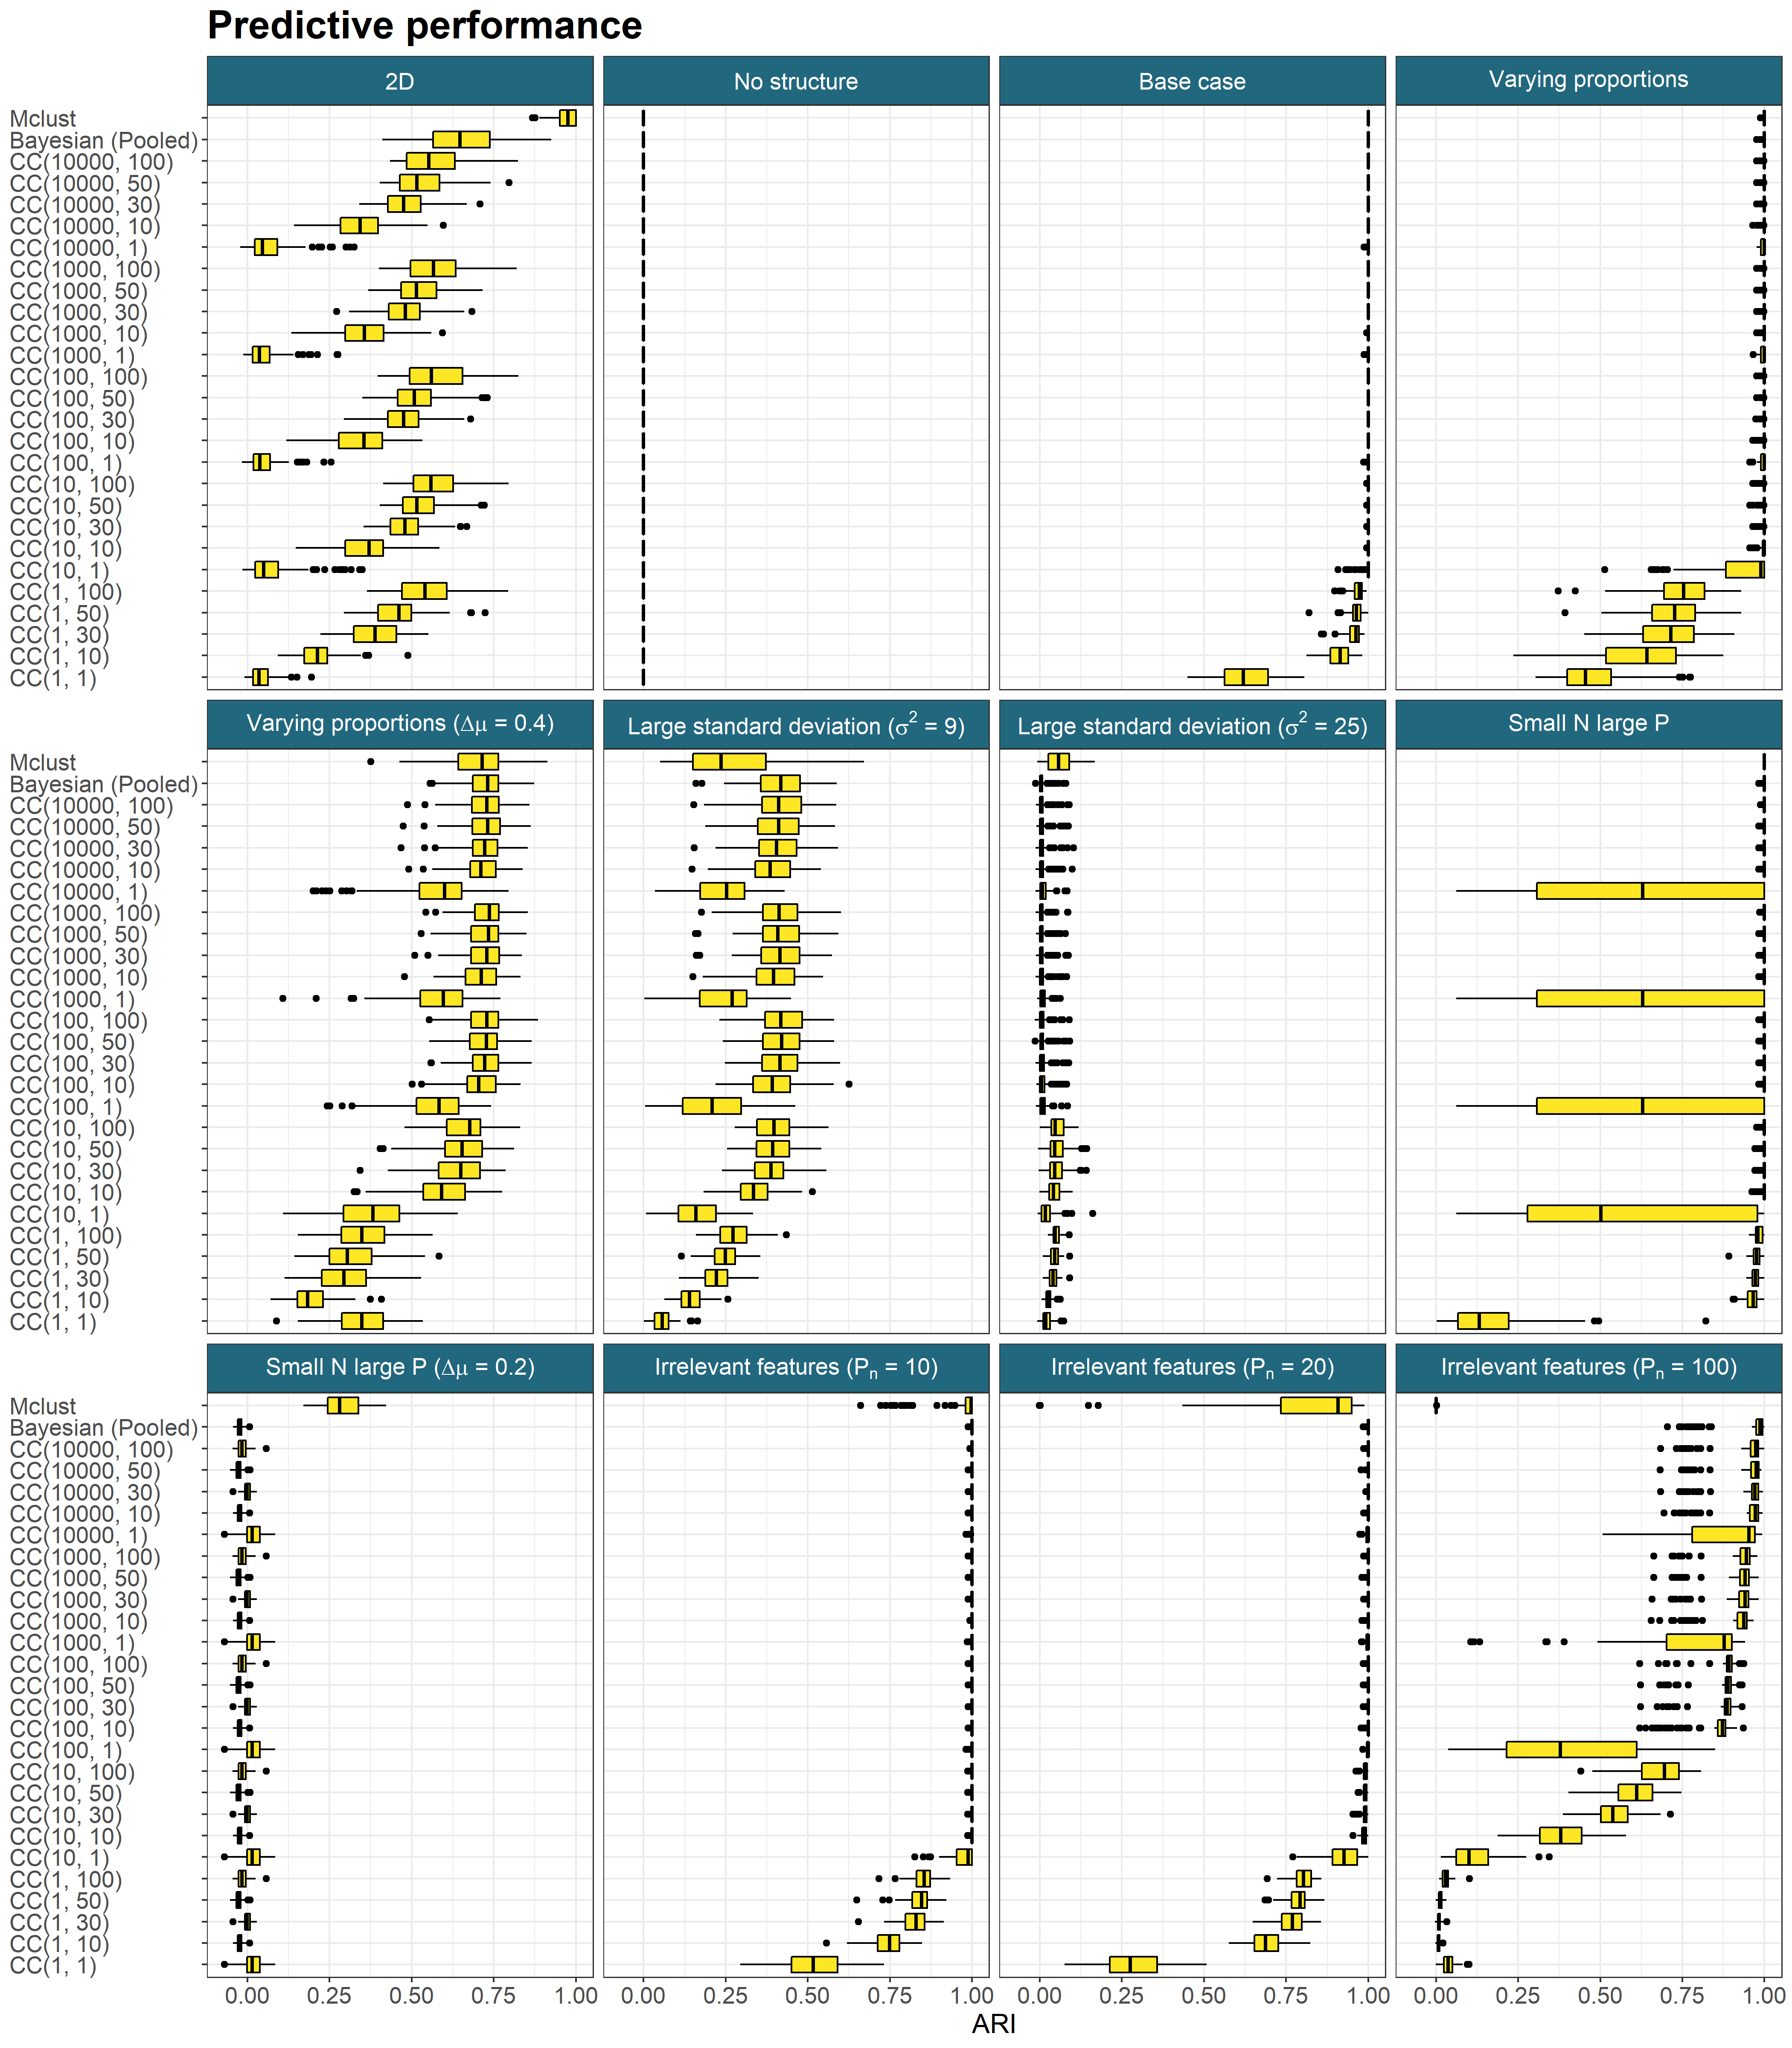 Predictive performance
2D No structure Base case Varying proportions
Mclust
Bayesian (Pooled)
CC(10000, 100)
CC(10000, 50)
CC(10000, 30)
CC(10000, 10)
CC(10000, 1)
CC(1000, 100)
CC(1000, 50)
CC(1000, 30)
CC(1000, 10)
CC(1000, 1)
CC(100, 100)
CC(100, 50)
CC(100, 30)
CC(100, 10)
CC(100, 1)
CC(10, 100)
CC(10, 50)
CC(10, 30)
CC(10, 10)
CC(10, 1)
CC(1, 100)
CC(1, 50)
CC(1, 30)
CC(1, 10)
CC(1, 1)
Varying proportions (Δμ = 0.4) Large standard deviation (σ² = 9) Large standard deviation (σ² = 25) Small N large P
Mclust
Bayesian (Pooled)
CC(10000, 100)
CC(10000, 50)
CC(10000, 30)
CC(10000, 10)
CC(10000, 1)
CC(1000, 100)
CC(1000, 50)
CC(1000, 30)
CC(1000, 10)
CC(1000, 1)
CC(100, 100)
CC(100, 50)
CC(100, 30)
CC(100, 10)
CC(100, 1)
CC(10, 100)
CC(10, 50)
CC(10, 30)
CC(10, 10)
CC(10, 1)
CC(1, 100)
CC(1, 50)
CC(1, 30)
CC(1, 10)
CC(1, 1)
Small N large P (Δμ = 0.2) Irrelevant features (Pₙ = 10) Irrelevant features (Pₙ = 20) Irrelevant features (Pₙ = 100)
Mclust
Bayesian (Pooled)
CC(10000, 100)
CC(10000, 50)
CC(10000, 30)
CC(10000, 10)
CC(10000, 1)
CC(1000, 100)
CC(1000, 50)
CC(1000, 30)
CC(1000, 10)
CC(1000, 1)
CC(100, 100)
CC(100, 50)
CC(100, 30)
CC(100, 10)
CC(100, 1)
CC(10, 100)
CC(10, 50)
CC(10, 30)
CC(10, 10)
CC(10, 1)
CC(1, 100)
CC(1, 50)
CC(1, 30)
CC(1, 10)
CC(1, 1)
0.00 0.25 0.50 0.75 1.00 0.00 0.25 0.50 0.75 1.00 0.00 0.25 0.50 0.75 1.00 0.00 0.25 0.50 0.75 1.00
ARI